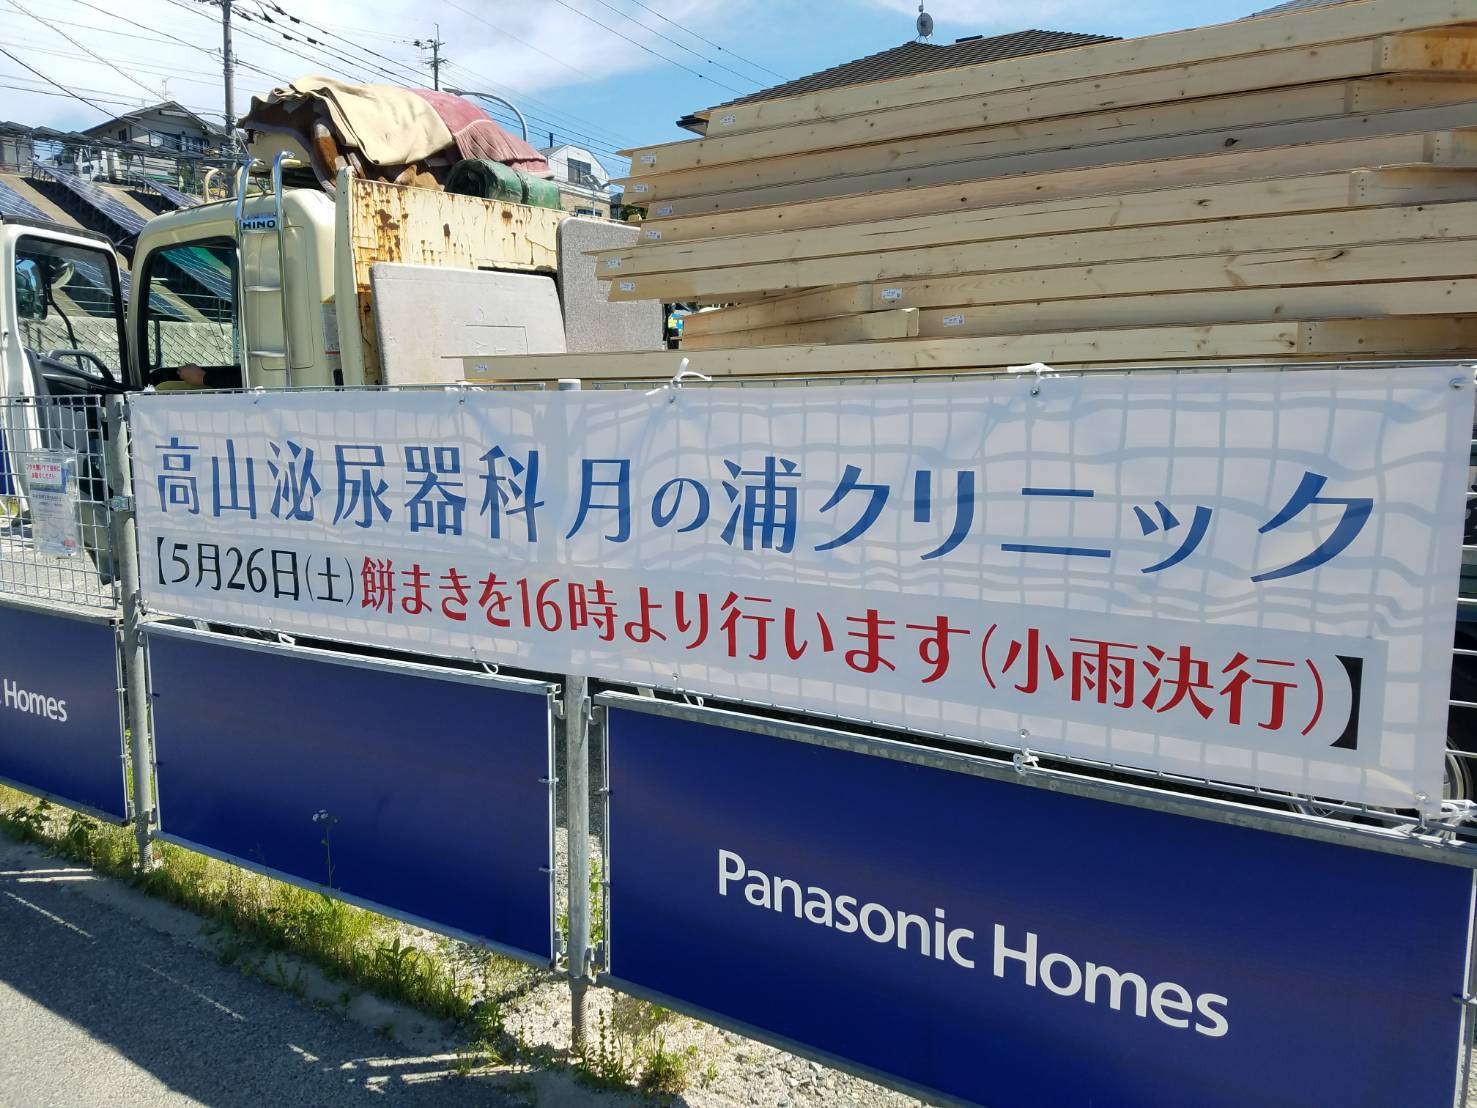 HINO
高山泌尿器科 月の浦クリニック
【5月26日(土)餅まきを16時より行います(小雨決行)】
Homes
Panasonic Homes